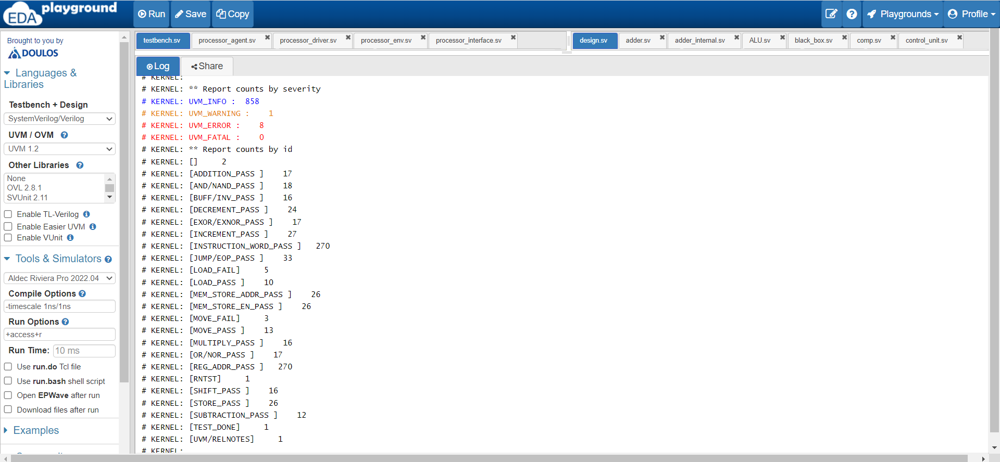 EDA playground
Run Save Copy
Playgrounds Profile
Brought to you by
DOULOS
Languages &
Libraries
Testbench + Design
SystemVerilog/Verilog
UVM / OVM ?
UVM 1.2
Other Libraries ?
None
OVL 2.8.1
SVUnit 2.11
Enable TL-Verilog
Enable Easier UVM
Enable VUnit
Tools & Simulators ?
Aldec Riviera Pro 2022.04
Compile Options ?
-timescale 1ns/1ns
Run Options ?
+access+r
Run Time: 10 ms
Use run.do Tcl file
Use run.bash shell script
Open EPWave after run
Download files after run
Examples
testbench.sv processor_agent.sv processor_driver.sv processor_env.sv processor_interface.sv
design.sv adder.sv adder_internal.sv ALU.sv black_box.sv comp.sv control_unit.sv
Log Share
# KERNEL:
# KERNEL: ** Report counts by severity
# KERNEL: UVM_INFO : 858
# KERNEL: UVM_WARNING : 1
# KERNEL: UVM_ERROR : 8
# KERNEL: UVM_FATAL : 0
# KERNEL: ** Report counts by id
# KERNEL: [] 2
# KERNEL: [ADDITION_PASS ] 17
# KERNEL: [AND/NAND_PASS ] 18
# KERNEL: [BUFF/INV_PASS ] 16
# KERNEL: [DECREMENT_PASS ] 24
# KERNEL: [EXOR/EXNOR_PASS ] 17
# KERNEL: [INCREMENT_PASS ] 27
# KERNEL: [INSTRUCTION_WORD_PASS ] 270
# KERNEL: [JUMP/EOP_PASS ] 33
# KERNEL: [LOAD_FAIL] 5
# KERNEL: [LOAD_PASS ] 10
# KERNEL: [MEM_STORE_ADDR_PASS ] 26
# KERNEL: [MEM_STORE_EN_PASS ] 26
# KERNEL: [MOVE_FAIL] 3
# KERNEL: [MOVE_PASS ] 13
# KERNEL: [MULTIPLY_PASS ] 16
# KERNEL: [OR/NOR_PASS ] 17
# KERNEL: [REG_ADDR_PASS ] 270
# KERNEL: [RNTST] 1
# KERNEL: [SHIFT_PASS ] 16
# KERNEL: [STORE_PASS ] 26
# KERNEL: [SUBTRACTION_PASS ] 12
# KERNEL: [TEST_DONE] 1
# KERNEL: [UVM/RELNOTES] 1
# KERNEL: